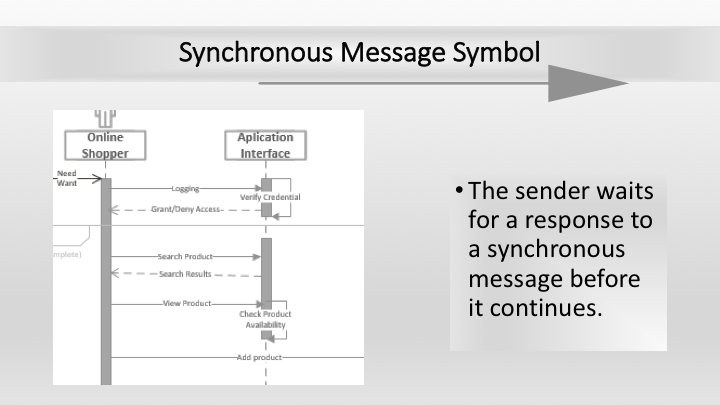 Synchronous Message Symbol
Online
Shopper
Aplication
Interface
Need
Want
Logging
Verify Credential
Grant/Deny Access
mplete)
Search Product
Search Results
View Product
Check Product
Availability
Add product
• The sender waits
for a response to
a synchronous
message before
it continues.